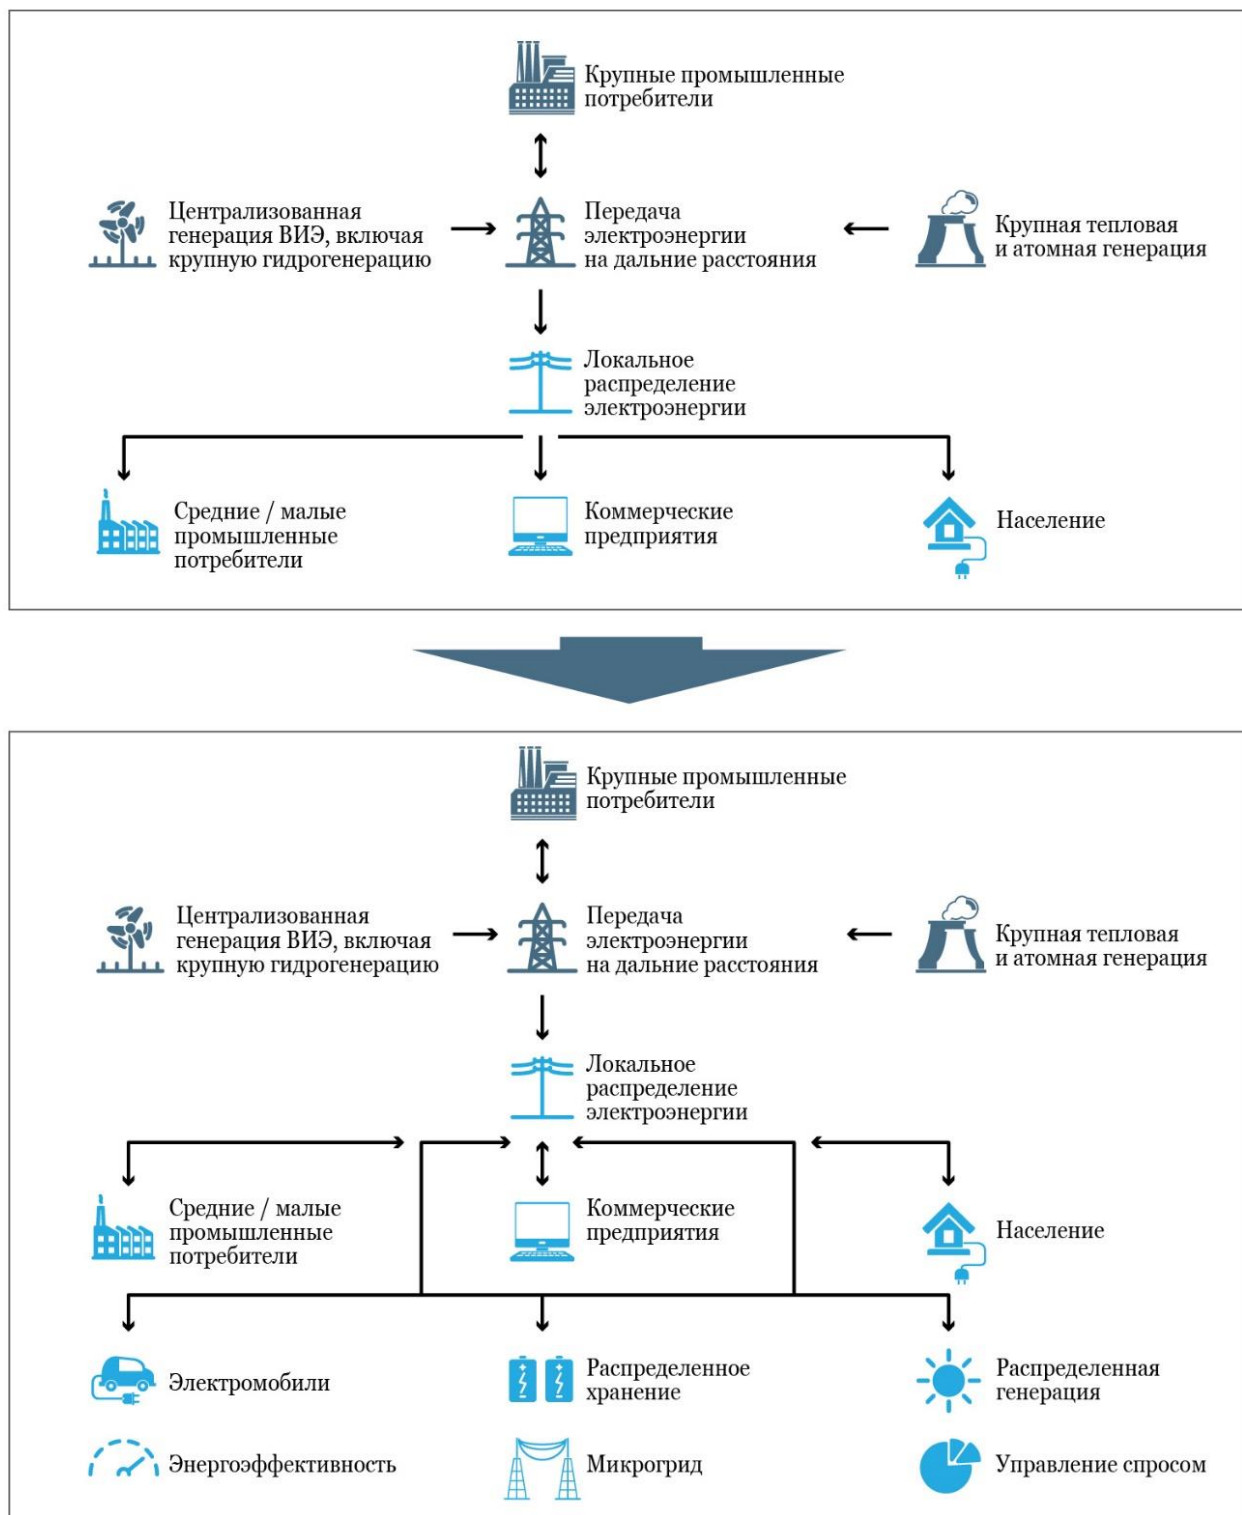 Крупные промышленные
потребители
Централизованная
генерация ВИЭ, включая
крупную гидрогенерацию
Передача
электроэнергии
на дальние расстояния
Крупная тепловая
и атомная генерация
Локальное
распределение
электроэнергии
Средние / малые
промышленные
потребители
Коммерческие
предприятия
Население
Крупные промышленные
потребители
Централизованная
генерация ВИЭ, включая
крупную гидрогенерацию
Передача
электроэнергии
на дальние расстояния
Крупная тепловая
и атомная генерация
Локальное
распределение
электроэнергии
Средние / малые
промышленные
потребители
Коммерческие
предприятия
Население
Электромобили
Распределенное
хранение
Распределенная
генерация
Энергоэффективность
Микрогрид
Управление спросом